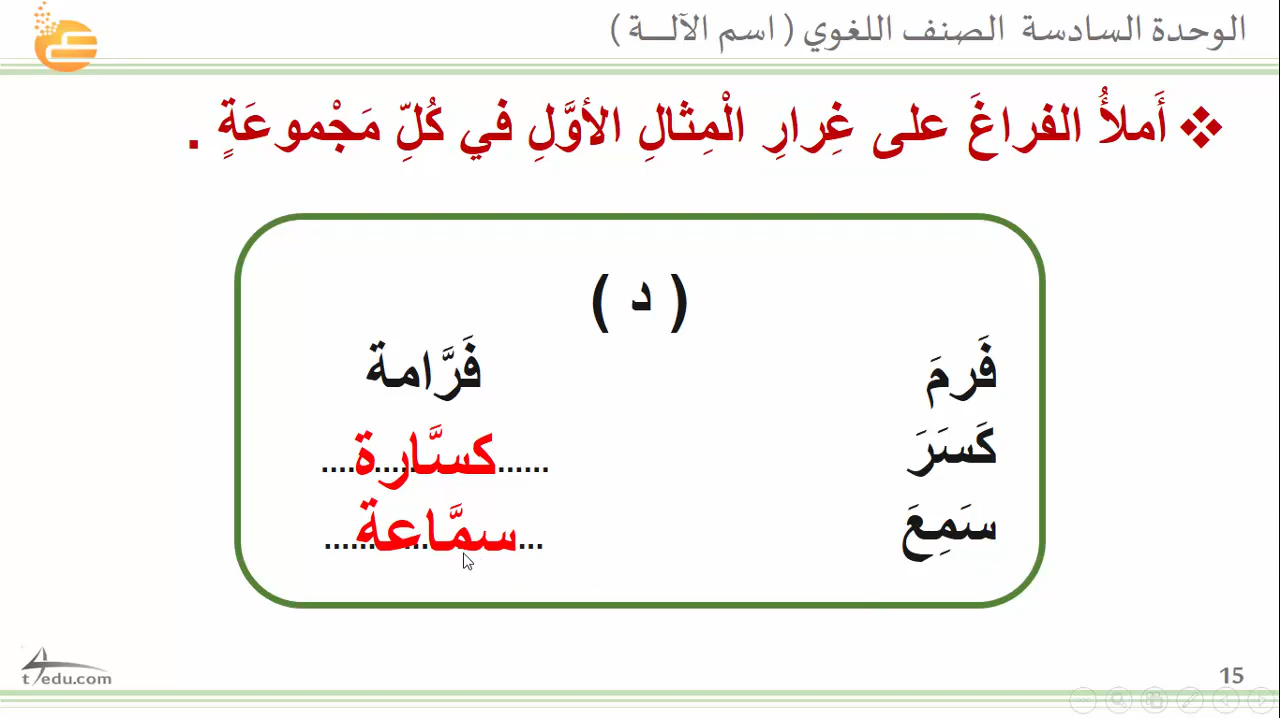 الوحدة السادسة الصنف اللغوي ( اسم الآلـــة )
❖ أَملأُ الفراغَ على غِرارِ الْمِثالِ الأوَّلِ في كُلِّ مَجْموعَةٍ .
( د )
فَرمَ فَرَّامة
كَسَرَ ......كسَّارة....
سَمِعَ ...سمَّاعة......
t4edu.com
15